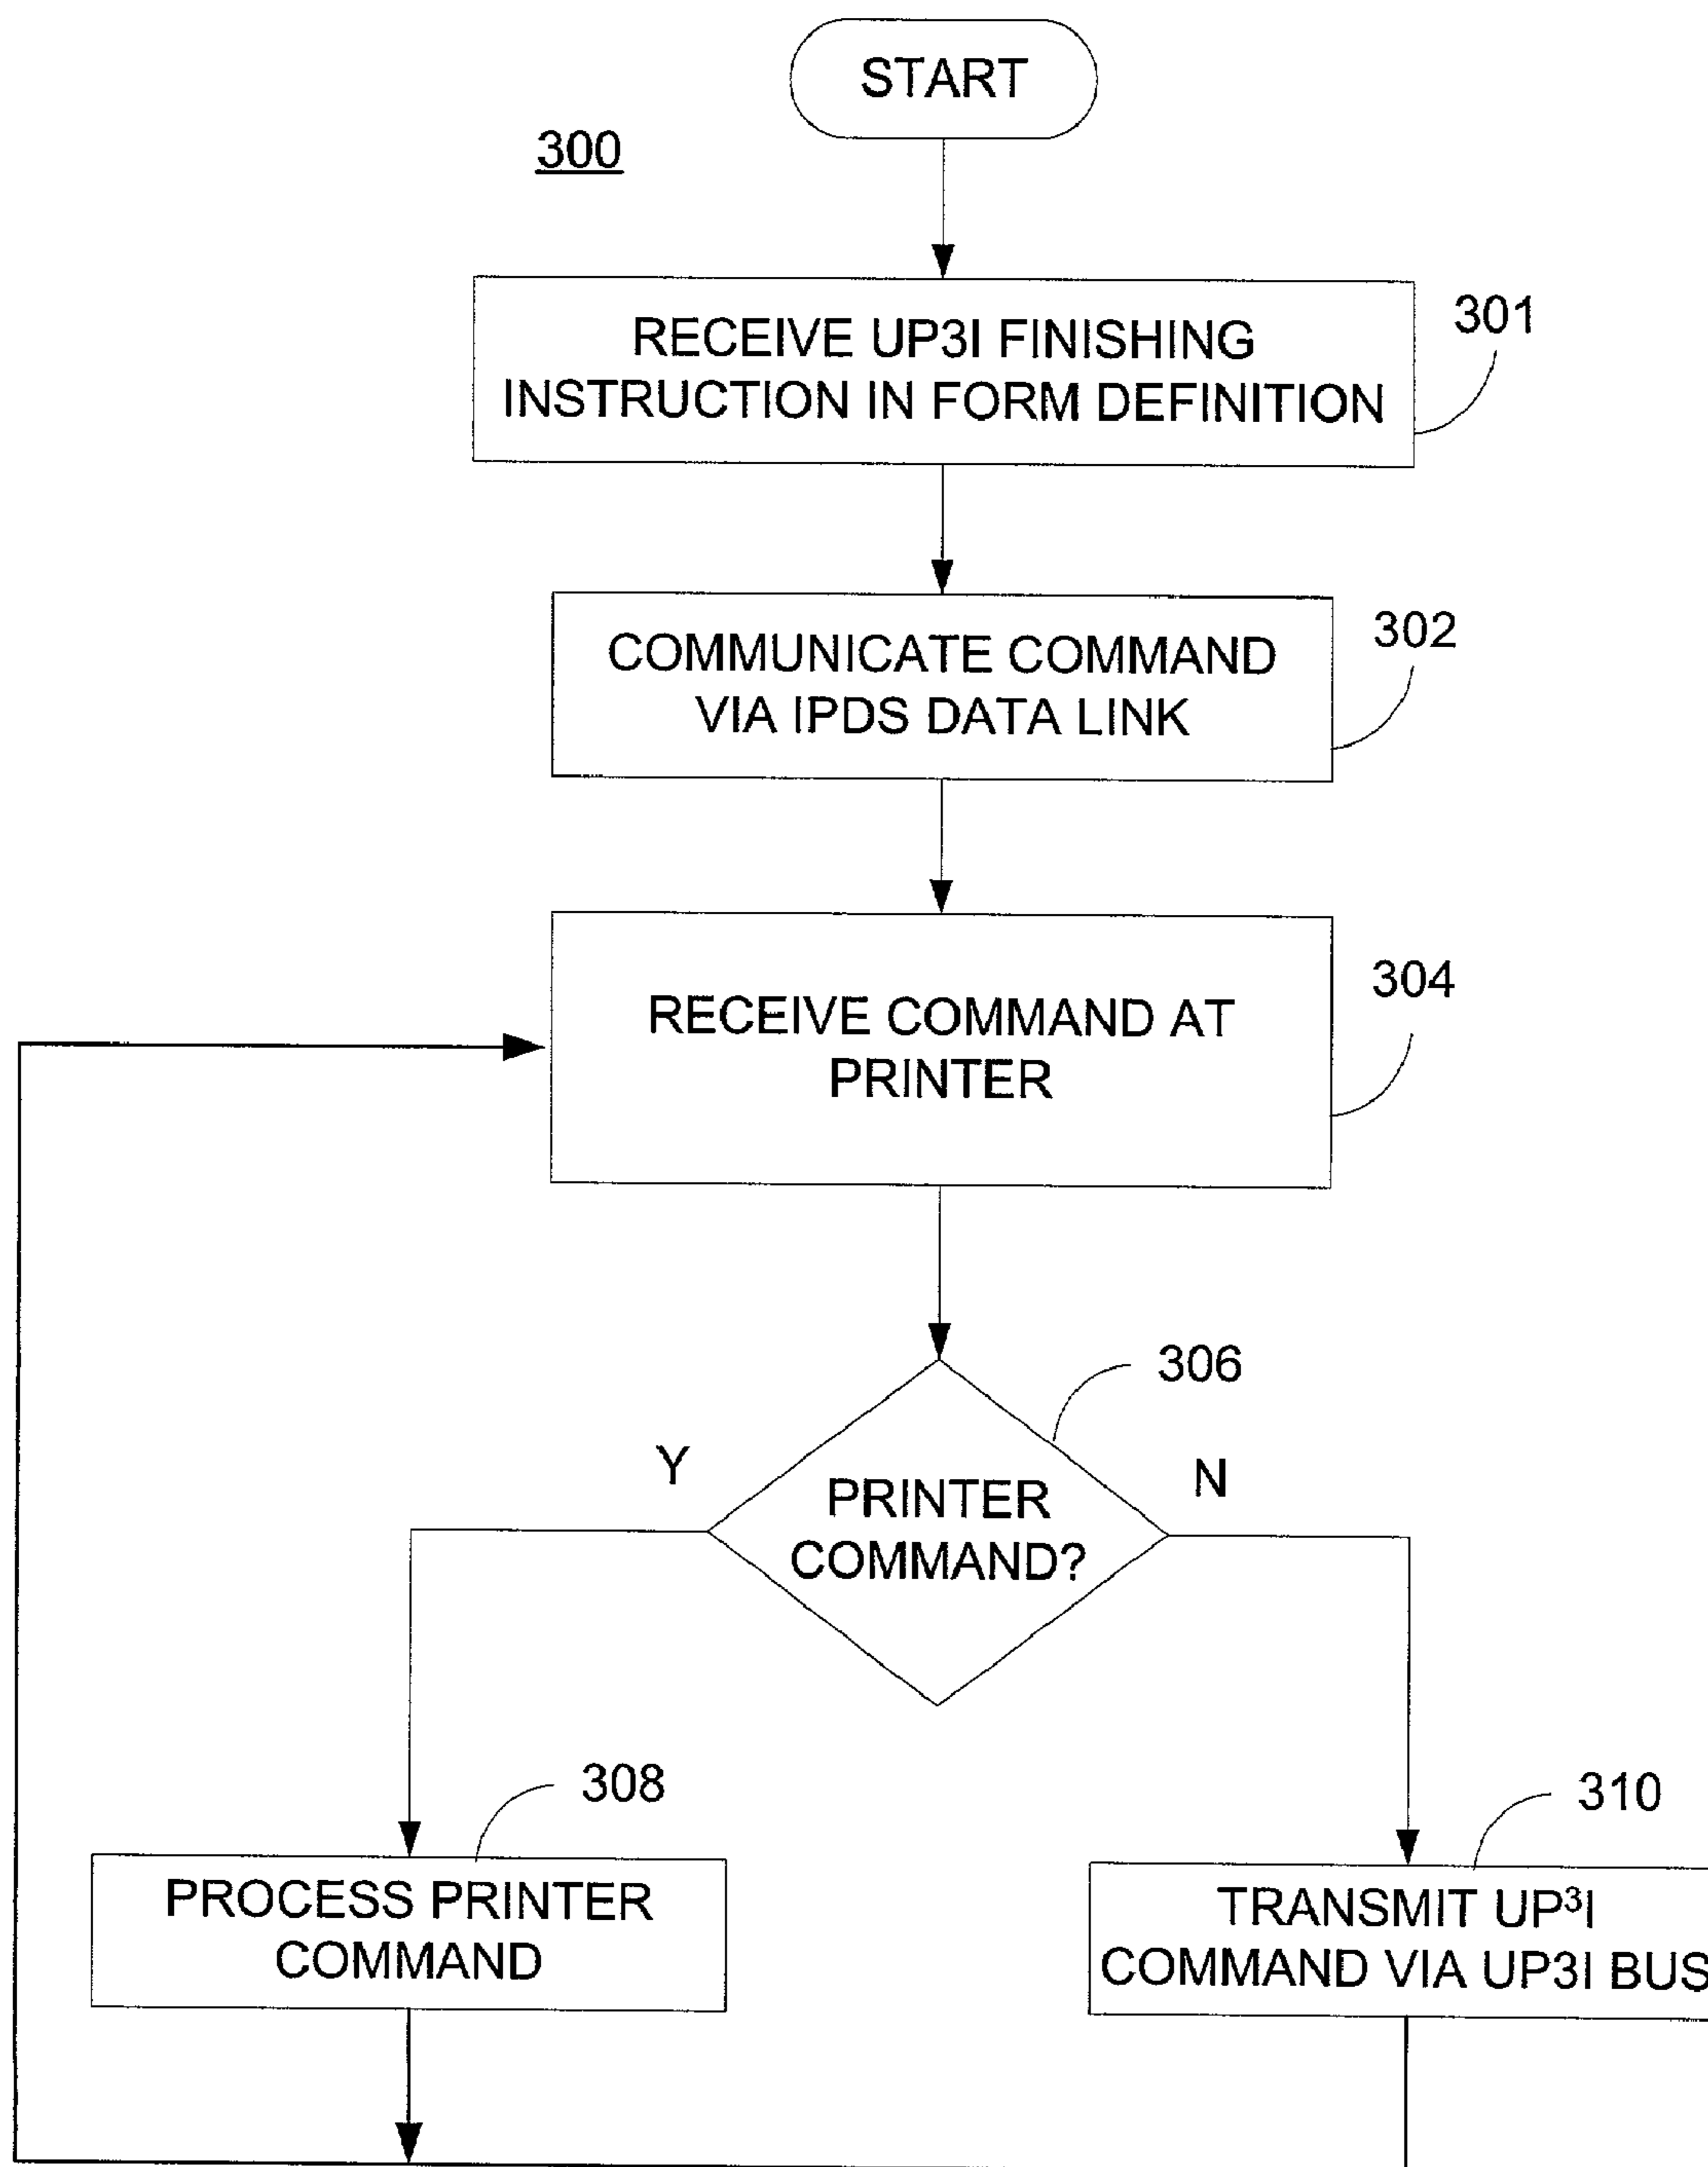 START
300
RECEIVE UP3I FINISHING
INSTRUCTION IN FORM DEFINITION
301
COMMUNICATE COMMAND
VIA IPDS DATA LINK
302
RECEIVE COMMAND AT
PRINTER
304
306
Y
N
PRINTER
COMMAND?
308
310
PROCESS PRINTER
COMMAND
TRANSMIT UP³I
COMMAND VIA UP3I BUS